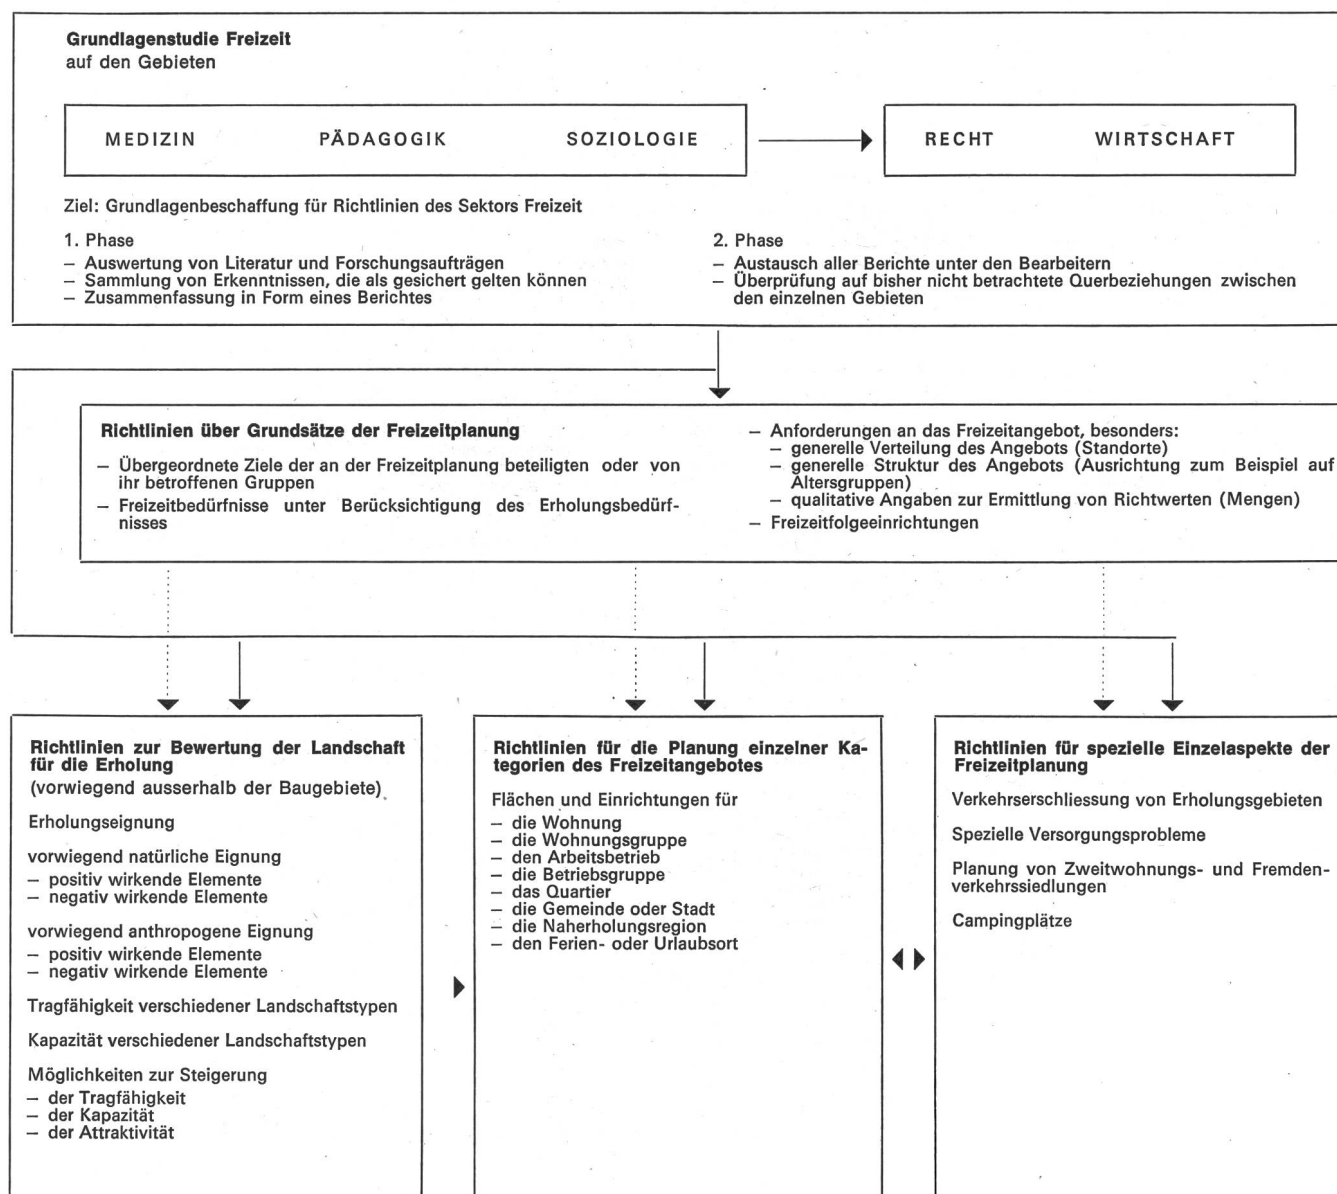 Grundlagenstudie Freizeit
auf den Gebieten
MEDIZIN PÄDAGOGIK SOZIOLOGIE
RECHT WIRTSCHAFT
Ziel: Grundlagenbeschaffung für Richtlinien des Sektors Freizeit
1. Phase
– Auswertung von Literatur und Forschungsaufträgen
– Sammlung von Erkenntnissen, die als gesichert gelten können
– Zusammenfassung in Form eines Berichtes
2. Phase
– Austausch aller Berichte unter den Bearbeitern
– Überprüfung auf bisher nicht betrachtete Querbeziehungen zwischen
den einzelnen Gebieten
Richtlinien über Grundsätze der Freizeitplanung
– Übergeordnete Ziele der an der Freizeitplanung beteiligten oder von
ihr betroffenen Gruppen
– Freizeitbedürfnisse unter Berücksichtigung des Erholungsbedürf-
nisses
– Anforderungen an das Freizeitangebot, besonders:
– generelle Verteilung des Angebots (Standorte)
– generelle Struktur des Angebots (Ausrichtung zum Beispiel auf
Altersgruppen)
– qualitative Angaben zur Ermittlung von Richtwerten (Mengen)
– Freizeitfolgeeinrichtungen
Richtlinien zur Bewertung der Landschaft
für die Erholung
(vorwiegend ausserhalb der Baugebiete)
Erholungseignung
vorwiegend natürliche Eignung
– positiv wirkende Elemente
– negativ wirkende Elemente
vorwiegend anthropogene Eignung
– positiv wirkende Elemente
– negativ wirkende Elemente
Tragfähigkeit verschiedener Landschaftstypen
Kapazität verschiedener Landschaftstypen
Möglichkeiten zur Steigerung
– der Tragfähigkeit
– der Kapazität
– der Attraktivität
Richtlinien für die Planung einzelner Ka-
tegorien des Freizeitangebotes
Flächen und Einrichtungen für
– die Wohnung
– die Wohnungsgruppe
– den Arbeitsbetrieb
– die Betriebsgruppe
– das Quartier
– die Gemeinde oder Stadt
– die Naherholungsregion
– den Ferien- oder Urlaubsort
Richtlinien für spezielle Einzelaspekte der
Freizeitplanung
Verkehrserschliessung von Erholungsgebieten
Spezielle Versorgungsprobleme
Planung von Zweitwohnungs- und Fremden-
verkehrssiedlungen
Campingplätze